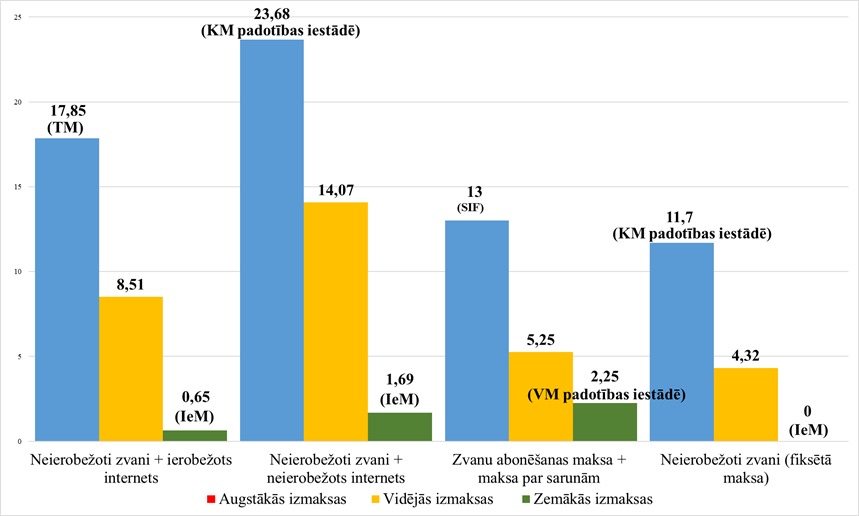 25
20
15
10
5
0
17,85
(TM)
8,51
0,65
(IeM)
23,68
(KM padotības iestādē)
14,07
1,69
(IeM)
13
(SIF)
5,25
2,25
(VM padotības iestādē)
11,7
(KM padotības iestādē)
4,32
0
(IeM)
Neierobežoti zvani + ierobežots
internets
Neierobežoti zvani +
neierobežots internets
Zvanu abonēšanas maksa +
maksa par sarunām
Neierobežoti zvani (fiksētā
maksa)
Augstākās izmaksas
Vidējās izmaksas
Zemākās izmaksas